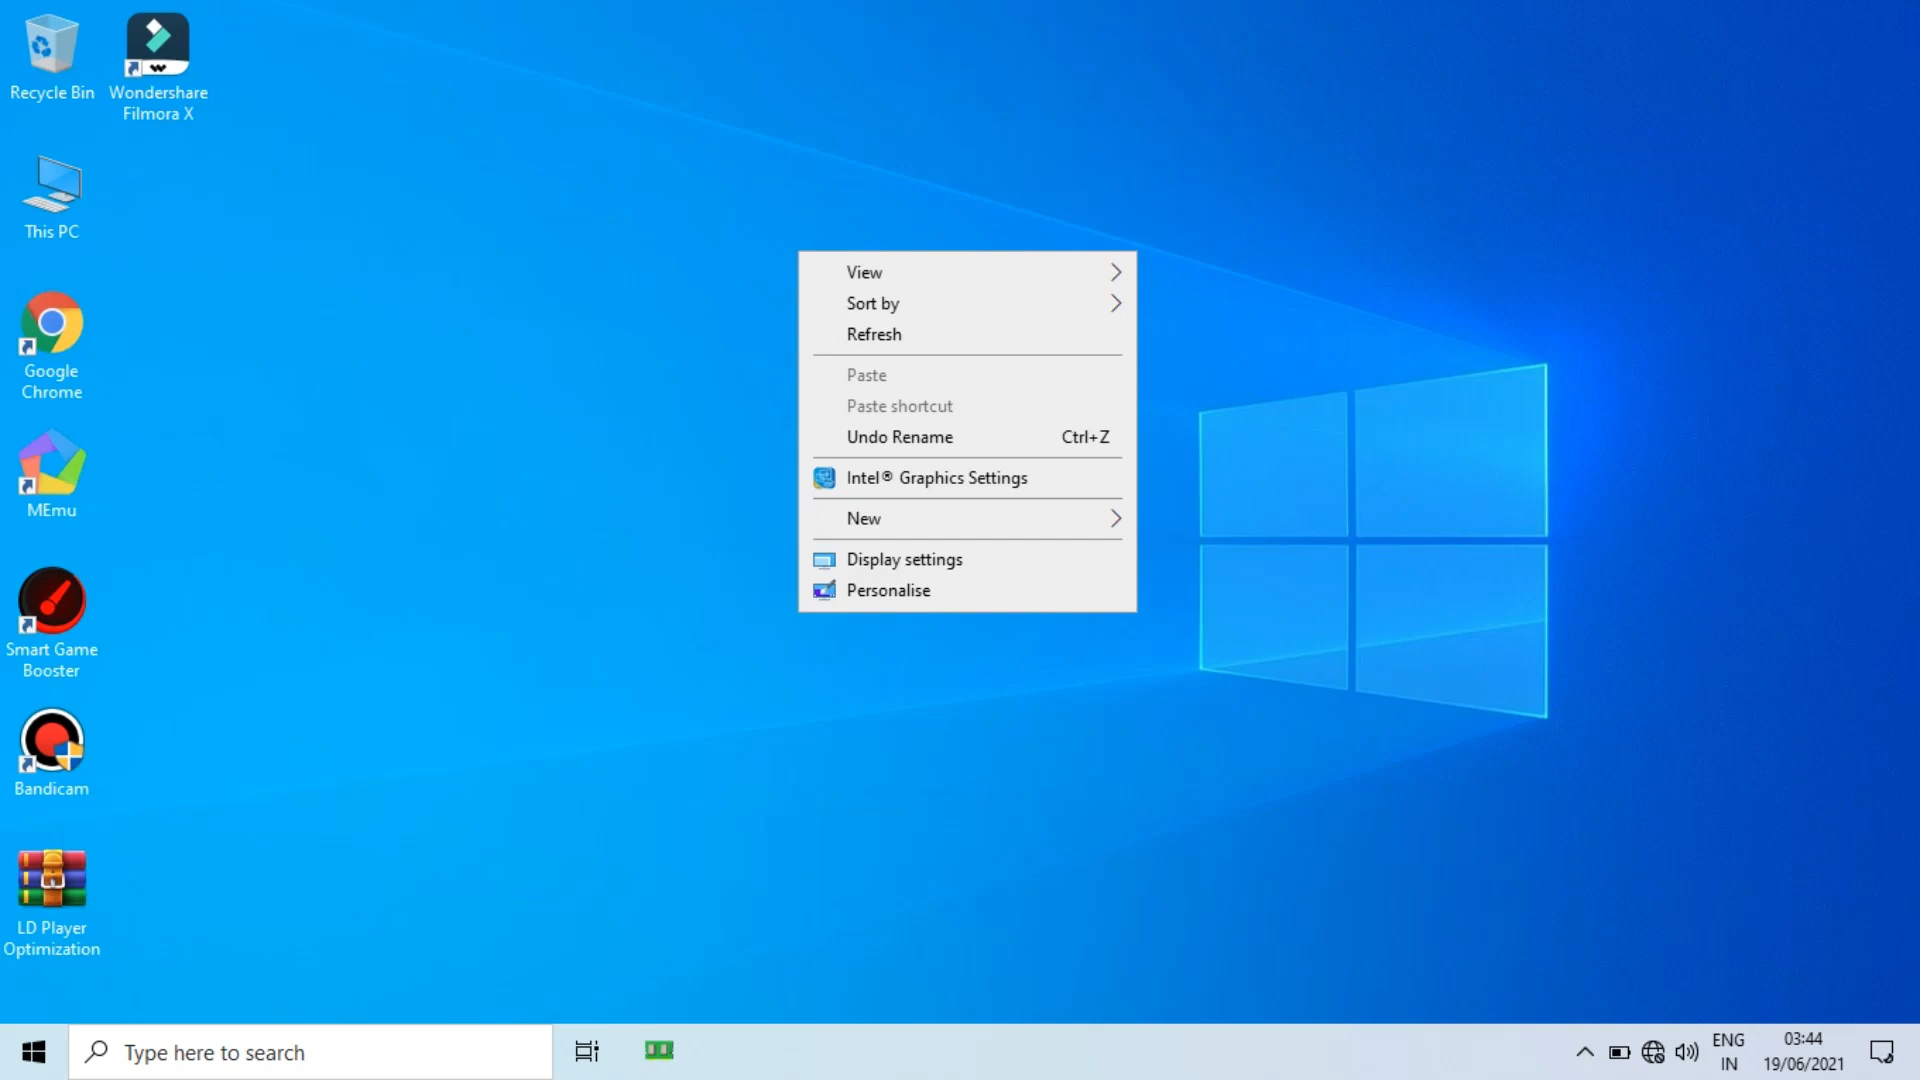 Recycle Bin
Wondershare
Filmora X
This PC
Google
Chrome
MEmu
Smart Game
Booster
Bandicam
LD Player
Optimization
View
Sort by
Refresh
Paste
Paste shortcut
Undo Rename Ctrl+Z
Intel® Graphics Settings
New
Display settings
Personalise
Type here to search
ENG
IN
03:44
19/06/2021